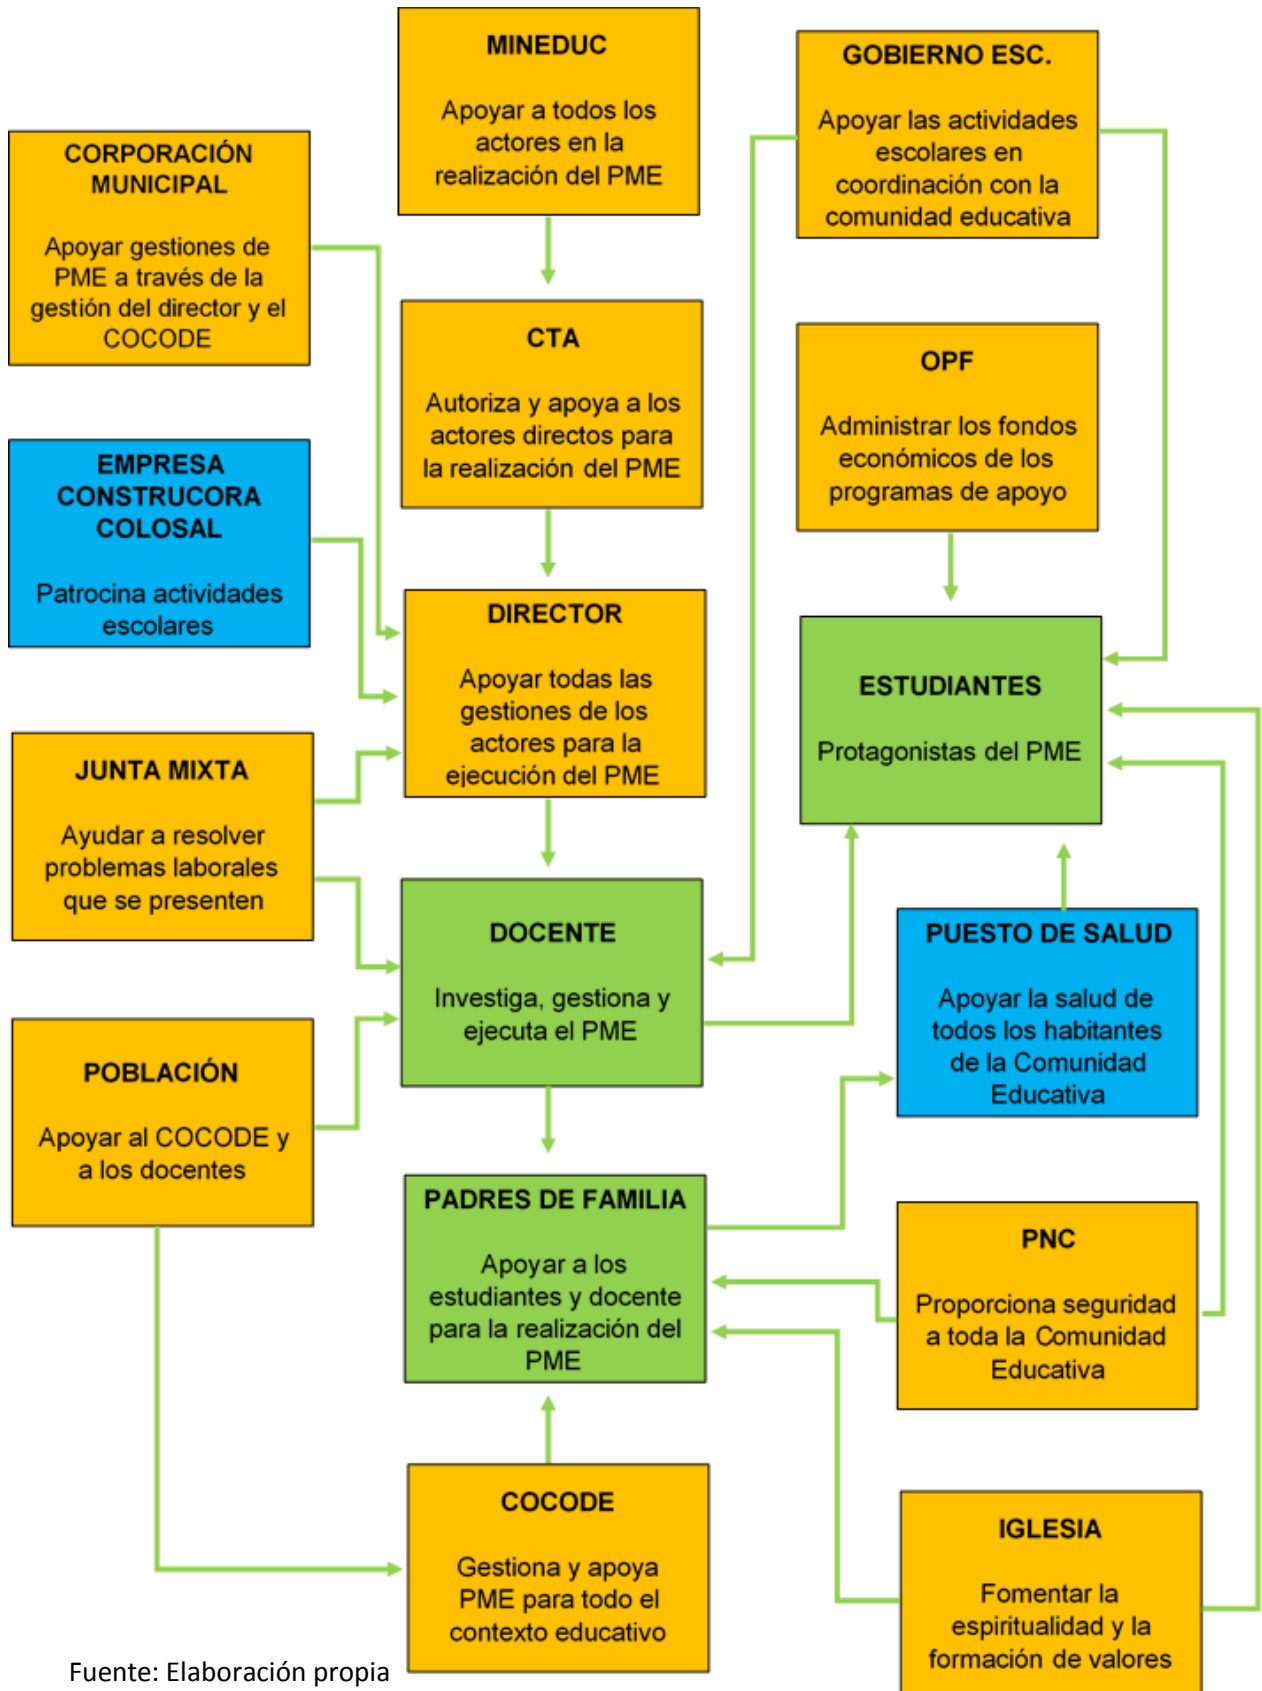 MINEDUC
Apoyar a todos los
actores en la
realización del PME
GOBIERNO ESC.
Apoyar las actividades
escolares en
coordinación con la
comunidad educativa
CORPORACIÓN
MUNICIPAL
Apoyar gestiones de
PME a través de la
gestión del director y el
COCODE
CTA
Autoriza y apoya a los
actores directos para
la realización del PME
OPF
Administrar los fondos
económicos de los
programas de apoyo
EMPRESA
CONSTRUCORA
COLOSAL
Patrocina actividades
escolares
DIRECTOR
Apoyar todas las
gestiones de los
actores para la
ejecución del PME
ESTUDIANTES
Protagonistas del PME
JUNTA MIXTA
Ayudar a resolver
problemas laborales
que se presenten
DOCENTE
Investiga, gestiona y
ejecuta el PME
PUESTO DE SALUD
Apoyar la salud de
todos los habitantes
de la Comunidad
Educativa
POBLACIÓN
Apoyar al COCODE y
a los docentes
PADRES DE FAMILIA
Apoyar a los
estudiantes y docente
para la realización del
PME
PNC
Proporciona seguridad
a toda la Comunidad
Educativa
COCODE
Gestiona y apoya
PME para todo el
contexto educativo
IGLESIA
Fomentar la
espiritualidad y la
formación de valores
Fuente: Elaboración propia